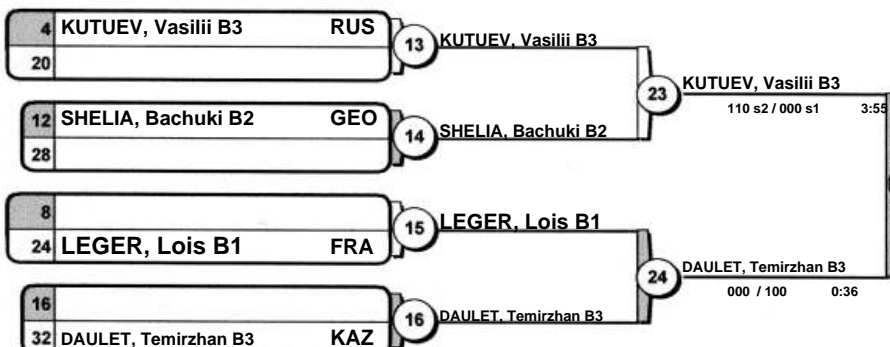 4 KUTUEV, Vasilii B3 RUS
20
13 KUTUEV, Vasilii B3
12 SHELIA, Bachuki B2 GEO
28
14 SHELIA, Bachuki B2
23 KUTUEV, Vasilii B3
110 s2 / 000 s1 3:55
8
24 LEGER, Lois B1 FRA
15 LEGER, Lois B1
16
32 DAULET, Temirzhan B3 KAZ
16 DAULET, Temirzhan B3
24 DAULET, Temirzhan B3
000 / 100 0:36